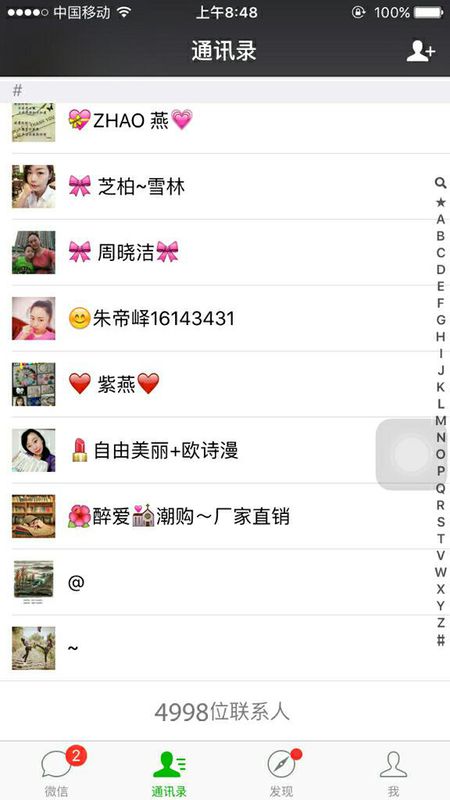 中国移动 上午8:48 100%
通讯录
#
💝ZHAO 燕💗
🎀 芝柏~雪林
🎀 周晓洁🎀
😊朱帝峄16143431
❤️ 紫燕❤️
💄自由美丽+欧诗漫
🌺醉爱💒潮购～厂家直销
@
~
4998位联系人
★
A
B
C
D
E
F
G
H
I
J
K
L
M
N
O
P
Q
R
S
T
V
W
X
Y
Z
#
2
微信 通讯录 发现 我